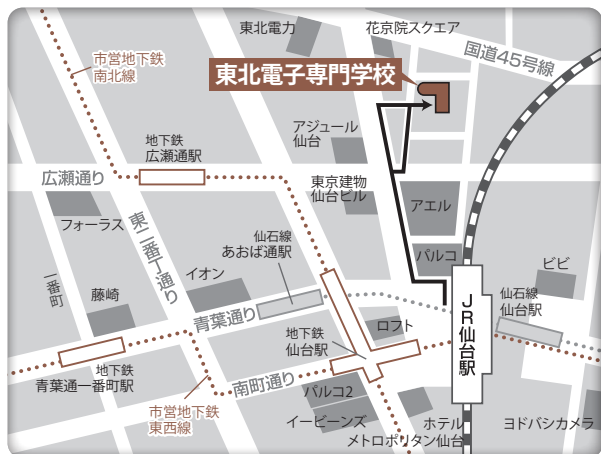 東北電力
花京院スクエア
国道45号線
市営地下鉄
南北線
東北電子専門学校
アジュール
仙台
地下鉄
広瀬通駅
広瀬通り
東京建物
仙台ビル
アエル
フォーラス
東二番丁通り
仙石線
あおば通駅
パルコ
ビビ
一番町
藤崎
イオン
青葉通り
JR仙台駅
仙石線
仙台駅
ロフト
地下鉄
仙台駅
地下鉄
青葉通一番町駅
南町通り
パルコ2
市営地下鉄
東西線
イービーンズ
ホテル
メトロポリタン仙台
ヨドバシカメラ